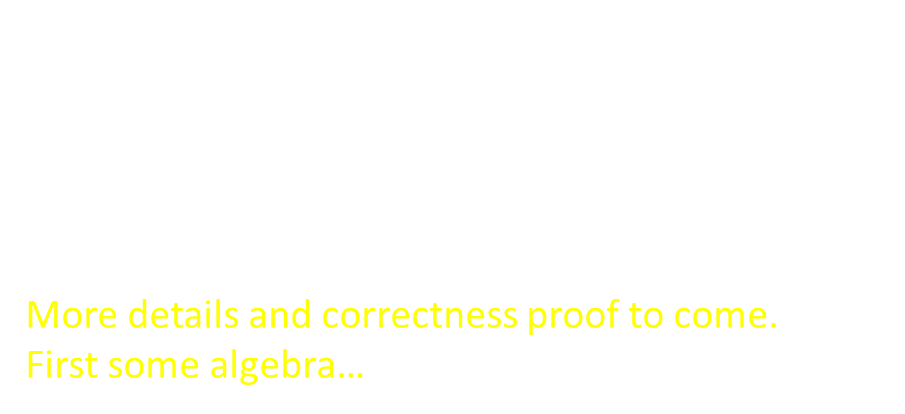 More details and correctness proof to come.
First some algebra…